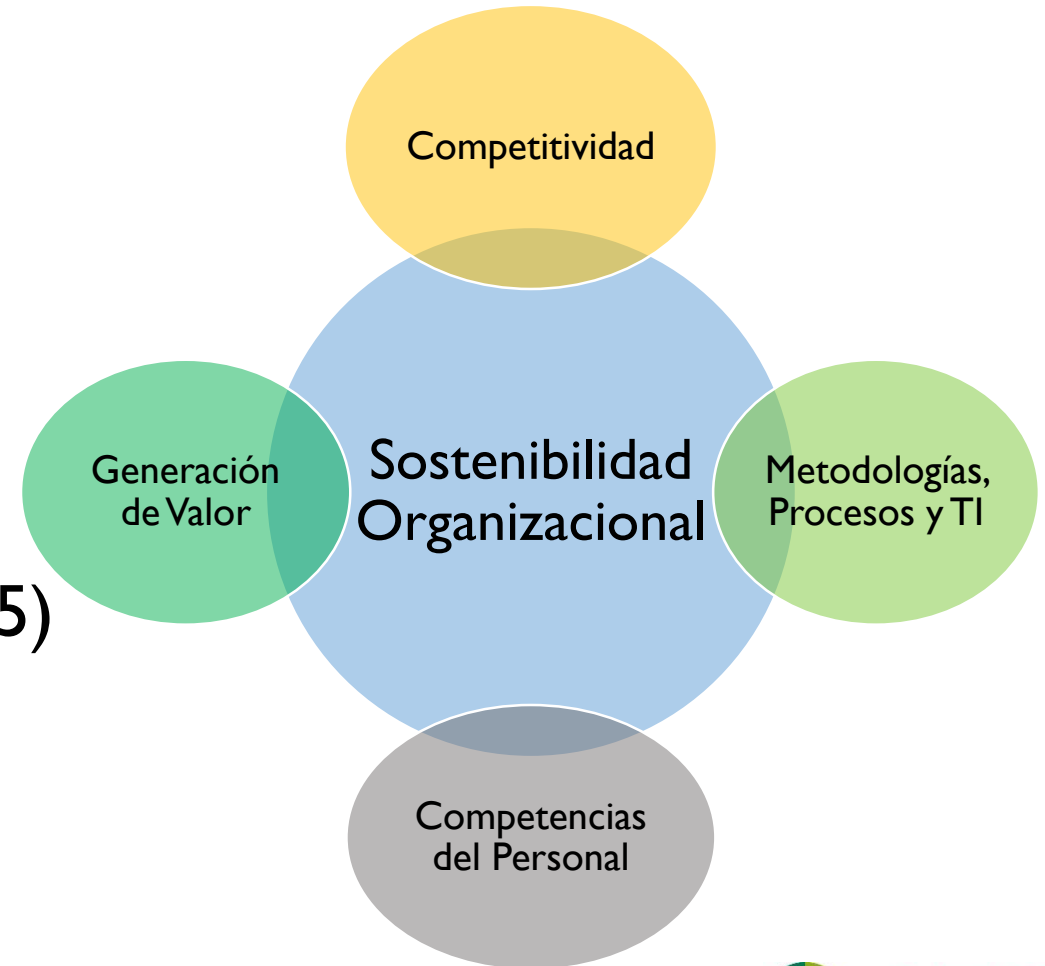 Competitividad
Generación
de Valor
Sostenibilidad
Organizacional
Metodologías,
Procesos y TI
5)
Competencias
del Personal